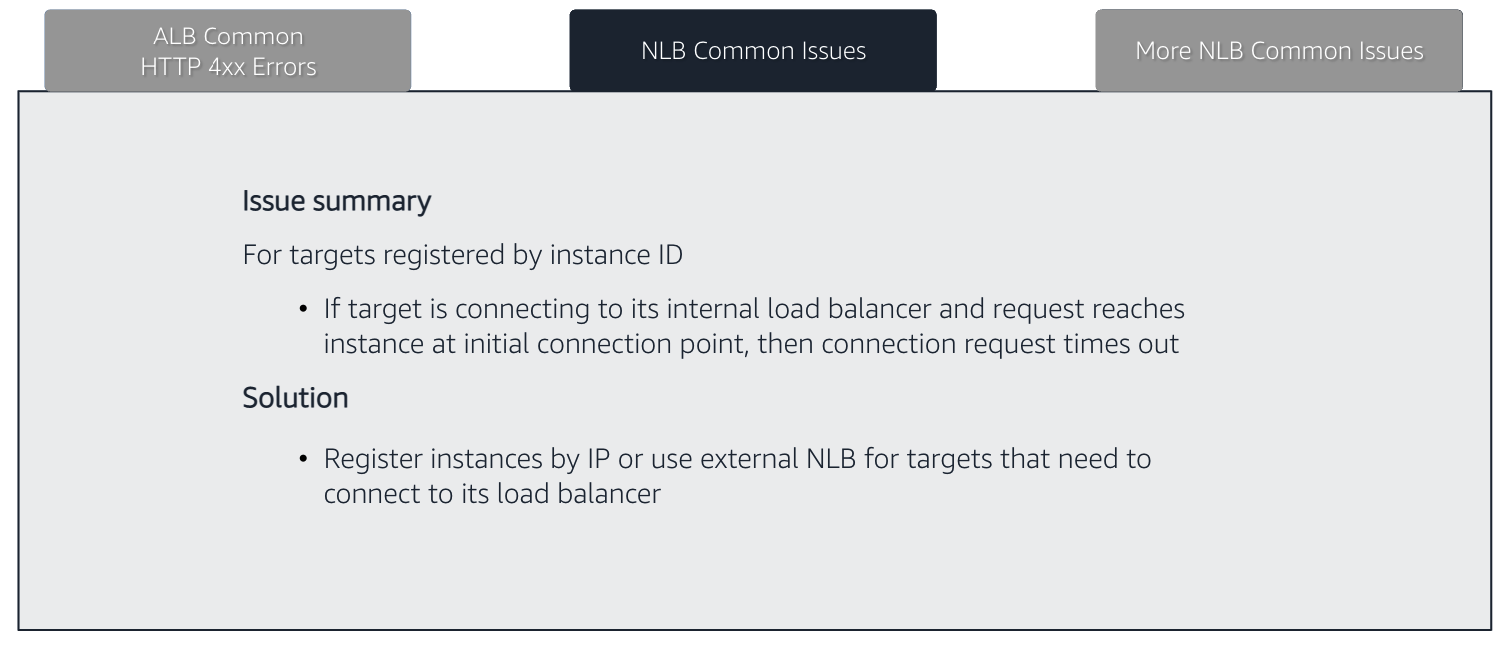 ALB Common
HTTP 4xx Errors
NLB Common Issues
More NLB Common Issues
Issue summary
For targets registered by instance ID
• If target is connecting to its internal load balancer and request reaches
instance at initial connection point, then connection request times out
Solution
• Register instances by IP or use external NLB for targets that need to
connect to its load balancer